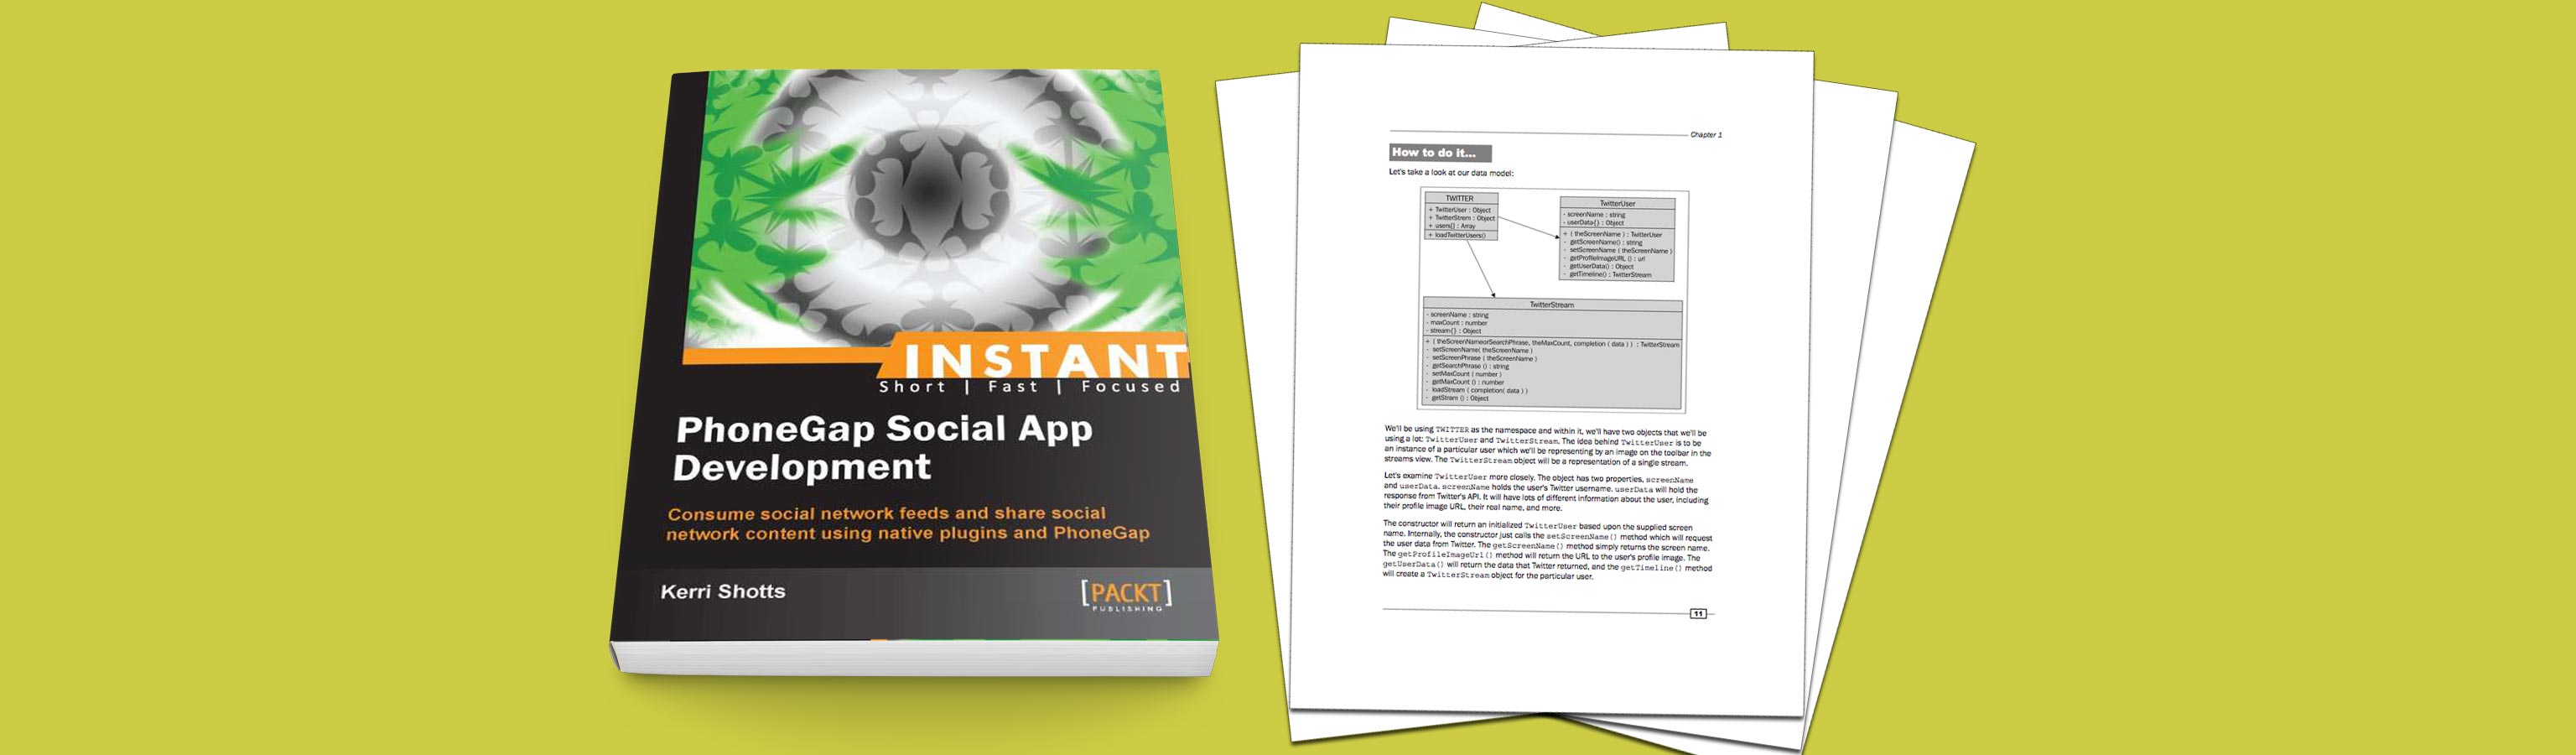 INSTANT
Short | Fast | Focused
PhoneGap Social App
Development
Consume social network feeds and share social
network content using native plugins and PhoneGap
Kerri Shotts
[PACKT]
PUBLISHING
Chapter 1
How to do it...
Let's take a look at our data model:
TWITTER
+ TwitterUser : Object
+ TwitterStrem : Object
+ users[] : Array
+ loadTwitterUsers()
TwitterUser
- screenName : string
- userData{} : Object
+ ( theScreenName ) : TwitterUser
- getScreenName() : string
- setScreenName ( theScreenName )
- getProfileImageURL () : url
- getUserData() : Object
- getTimeline() : TwitterStream
TwitterStream
- screenName : string
- maxCount : number
- stream{} : Object
+ ( theScreenNameorSearchPhrase, theMaxCount, completion ( data ) ) : TwitterStream
- setScreenName( theScreenName )
- setScreenPhrase ( theScreenName )
- getSearchPhrase () : string
- setMaxCount ( number )
- getMaxCount () : number
- loadStream ( completion( data ) )
- getStram () : Object
We'll be using TWITTER as the namespace and within it, we'll have two objects that we'll be
using a lot: TwitterUser and TwitterStream. The idea behind TwitterUser is to be
an instance of a particular user which we'll be representing by an image on the toolbar in the
streams view. The TwitterStream object will be a representation of a single stream.
Let's examine TwitterUser more closely. The object has two properties, screenName
and userData. screenName holds the user's Twitter username. userData will hold the
response from Twitter's API. It will have lots of different information about the user, including
their profile image URL, their real name, and more.
The constructor will return an initialized TwitterUser based upon the supplied screen
name. Internally, the constructor just calls the setScreenName() method which will request
the user data from Twitter. The getScreenName() method simply returns the screen name.
The getProfileImageUrl() method will return the URL to the user's profile image. The
getUserData() will return the data that Twitter returned, and the getTimeline() method
will create a TwitterStream object for the particular user.
11